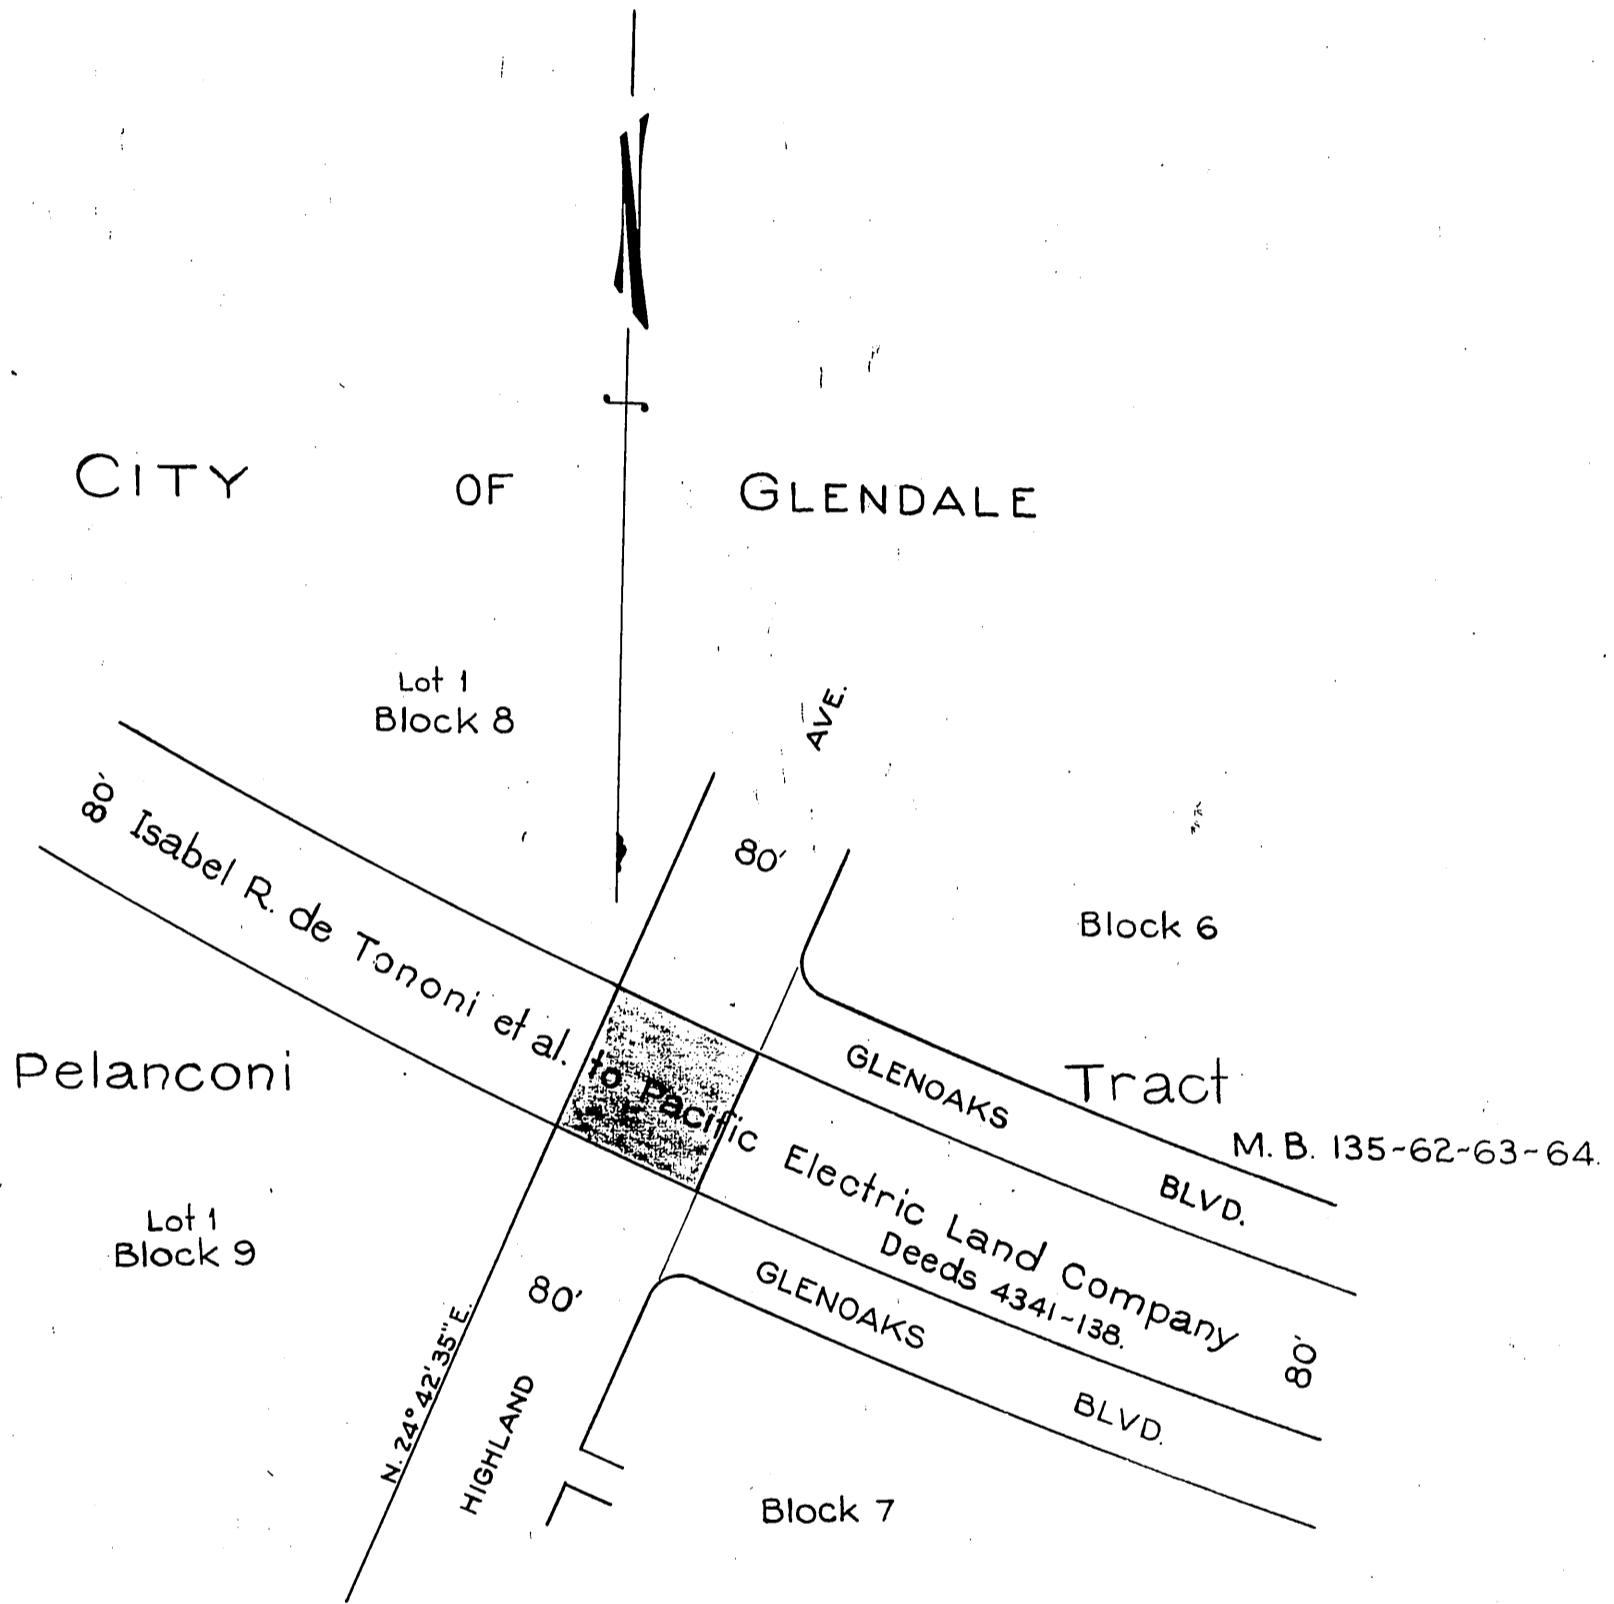 N
CITY OF GLENDALE
Lot 1
Block 8
AVE.
80'
80'
Isabel R. de Tononi et al. to Pacific Electric Land Company
Deeds 4341-138.
80'
Block 6
Pelanconi Tract
M. B. 135-62-63-64.
GLENOAKS BLVD.
Lot 1
Block 9
GLENOAKS BLVD.
80'
N. 24° 42' 35" E.
HIGHLAND
Block 7